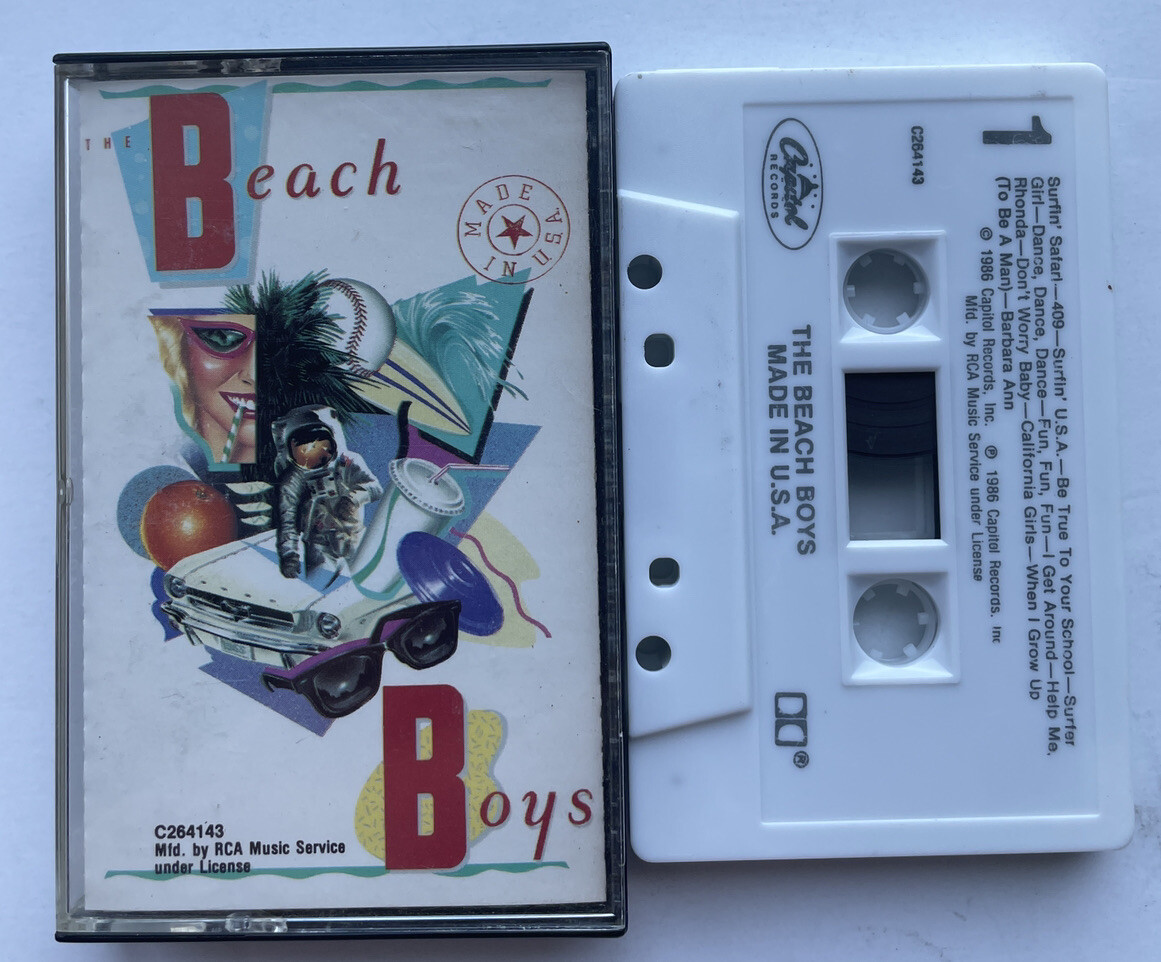 THE Beach
MADE IN USA
Boys
C264143
Mfd. by RCA Music Service
under License
1
Surfin' Safari—409—Surfin' U.S.A.—Be True To Your School—Surfer
Girl—Dance, Dance, Dance—Fun, Fun, Fun—I Get Around—Help Me,
Rhonda—Don't Worry Baby—California Girls—When I Grow Up
(To Be A Man)—Barbara Ann
© 1986 Capitol Records, Inc. ℗ 1986 Capitol Records, Inc
Mfd. by RCA Music Service under License
C264143
Capitol
RECORDS
THE BEACH BOYS
MADE IN U.S.A.
®